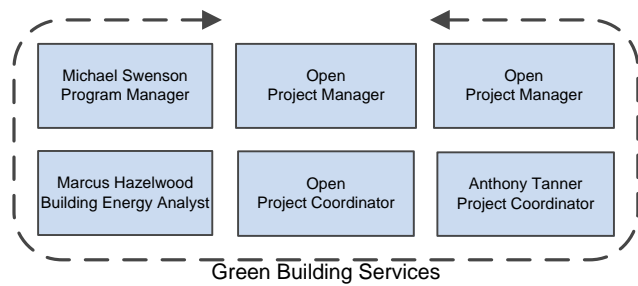 Michael Swenson
Program Manager
Open
Project Manager
Open
Project Manager
Marcus Hazelwood
Building Energy Analyst
Open
Project Coordinator
Anthony Tanner
Project Coordinator
Green Building Services